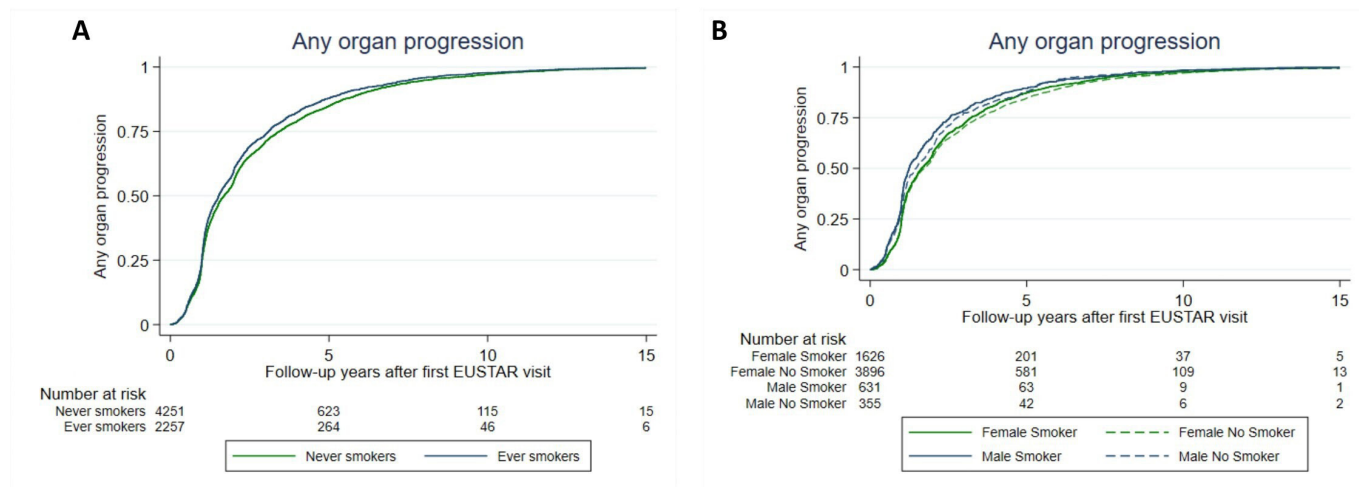 A
Any organ progression
1
0.75
0.50
0.25
0
Any organ progression
0 5 10 15
Follow-up years after first EUSTAR visit
Number at risk
Never smokers 4251 623 115 15
Ever smokers 2257 264 46 6
Never smokers Ever smokers
B
Any organ progression
1
0.75
0.50
0.25
0
Any organ progression
0 5 10 15
Follow-up years after first EUSTAR visit
Number at risk
Female Smoker 1626 201 37 5
Female No Smoker 3896 581 109 13
Male Smoker 631 63 9 1
Male No Smoker 355 42 6 2
Female Smoker Female No Smoker
Male Smoker Male No Smoker